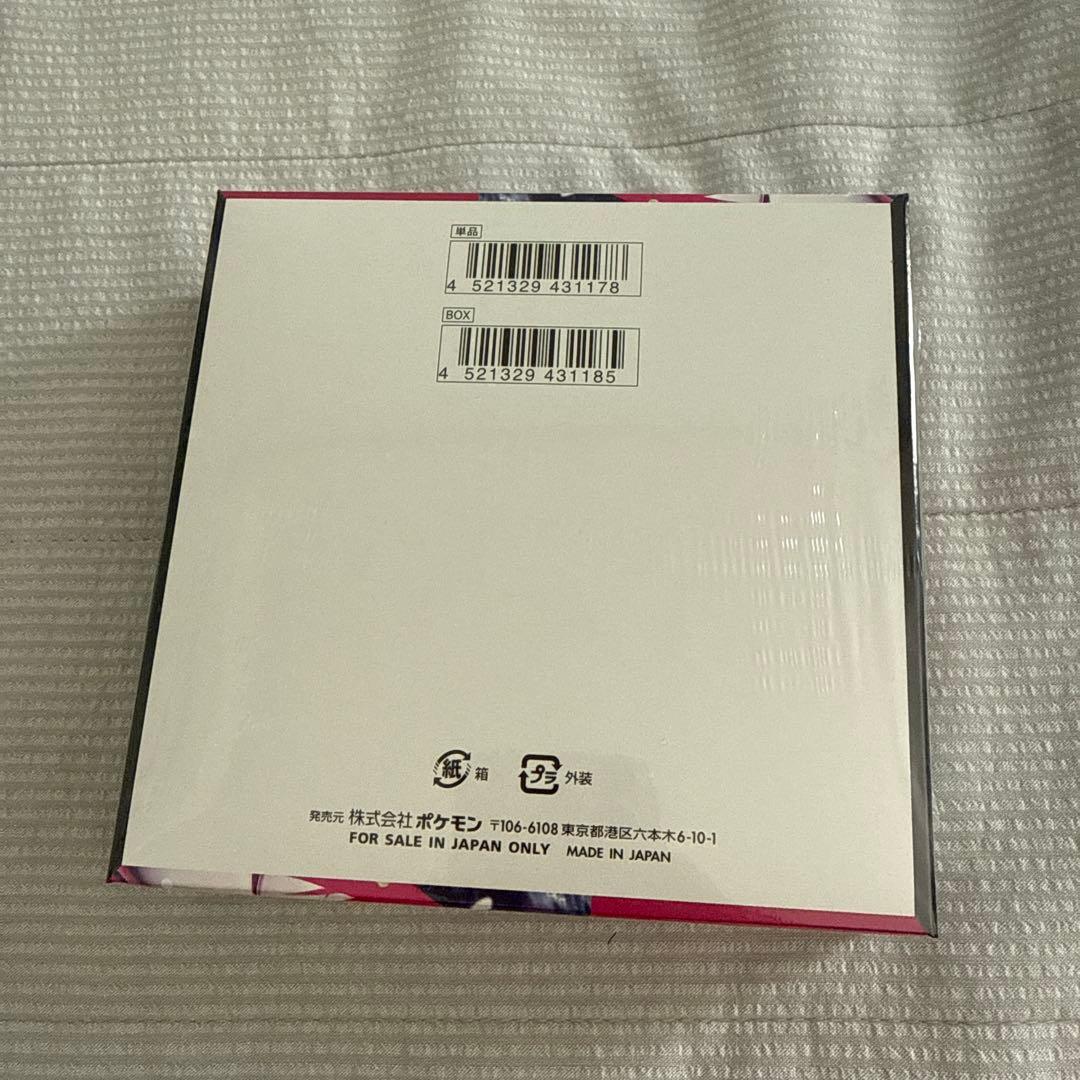 単品
4 521329 431178
BOX
4 521329 431185
紙 箱 プラ 外装
発売元 株式会社ポケモン 〒106-6108 東京都港区六本木6-10-1
FOR SALE IN JAPAN ONLY MADE IN JAPAN